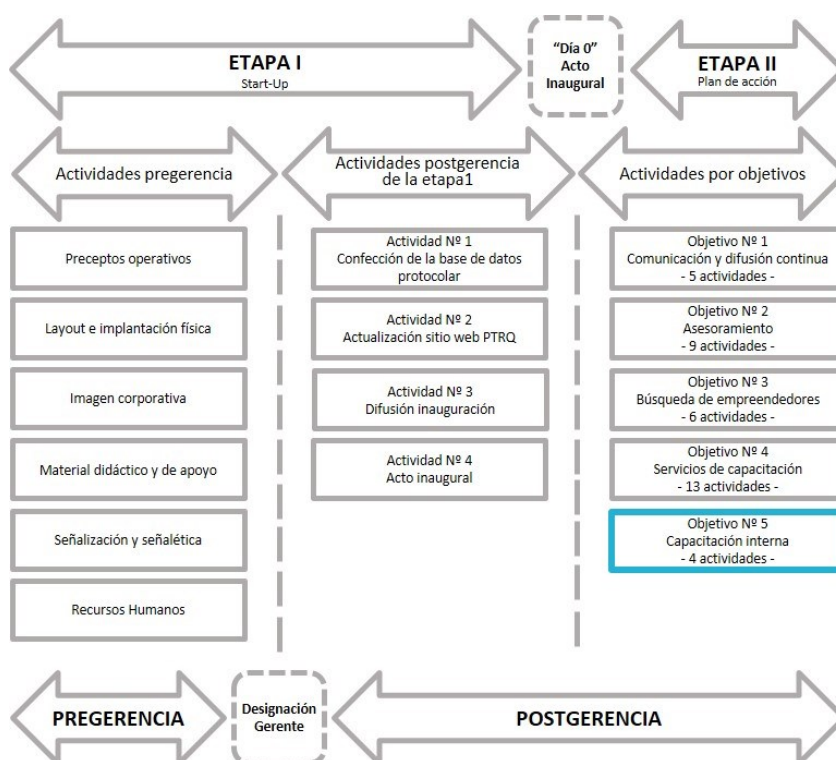 ETAPA I
Start-Up
“Día 0”
Acto
Inaugural
ETAPA II
Plan de acción
Actividades pregerencia
Actividades postgerencia
de la etapa1
Actividades por objetivos
Preceptos operativos
Layout e implantación física
Imagen corporativa
Material didáctico y de apoyo
Señalización y señalética
Recursos Humanos
Actividad Nº 1
Confección de la base de datos
protocolar
Actividad Nº 2
Actualización sitio web PTRQ
Actividad Nº 3
Difusión inauguración
Actividad Nº 4
Acto inaugural
Objetivo Nº 1
Comunicación y difusión continua
- 5 actividades -
Objetivo Nº 2
Asesoramiento
- 9 actividades -
Objetivo Nº 3
Búsqueda de emprendedores
- 6 actividades -
Objetivo Nº 4
Servicios de capacitación
- 13 actividades -
Objetivo Nº 5
Capacitación interna
- 4 actividades -
PREGERENCIA
Designación
Gerente
POSTGERENCIA